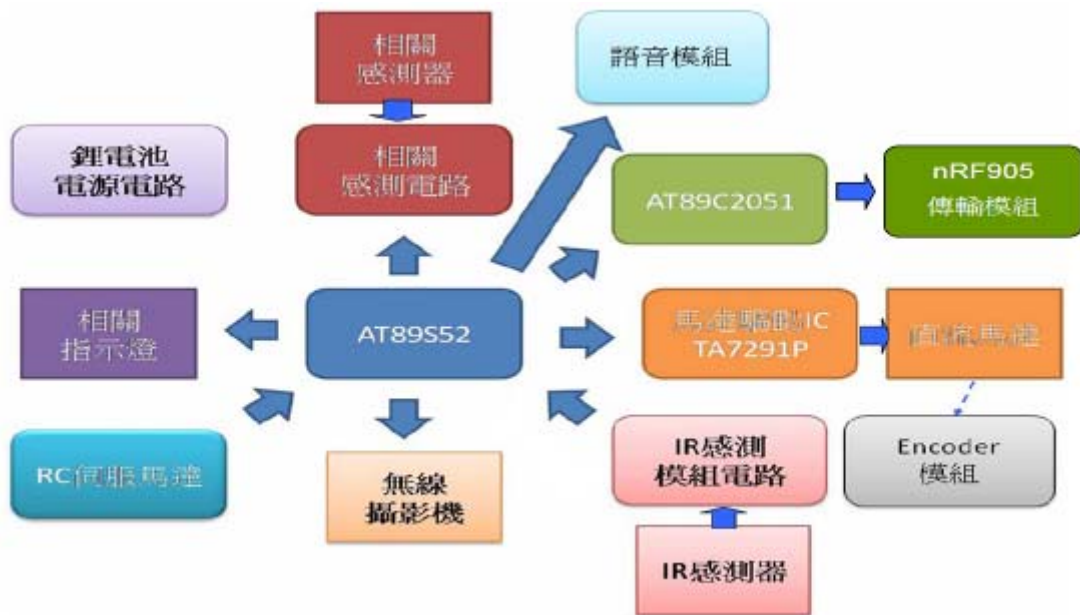 相關
感測器
語音模組
鋰電池
電源電路
相關
感測電路
AT89C2051
nRF905
傳輸模組
相關
指示燈
AT89S52
馬達驅動IC
TA7291P
直流馬達
RC伺服馬達
無線
攝影機
IR感測
模組電路
Encoder
模組
IR感測器